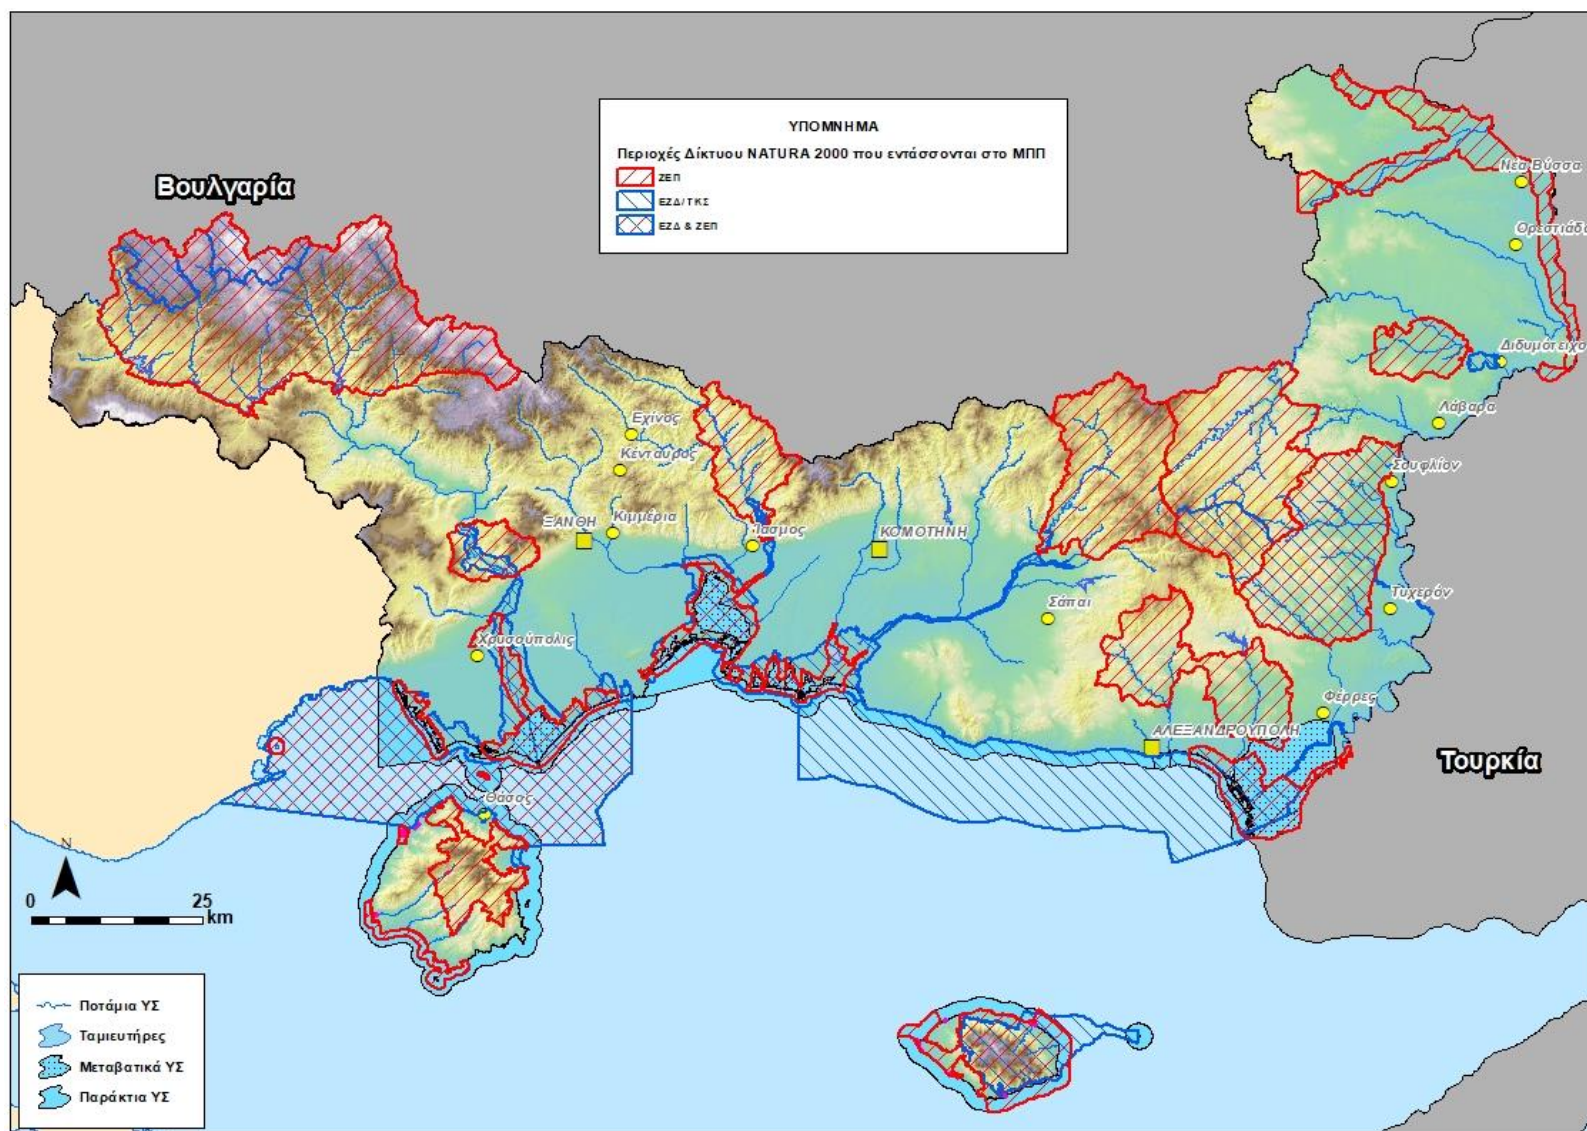 ΥΠΟΜΝΗΜΑ
Περιοχές Δίκτυου NATURA 2000 που εντάσσονται στο ΜΠΠ
ΖΕΠ
ΕΖΔ/ΤΚΣ
ΕΖΔ & ΖΕΠ
Βουλγαρία
Νέα Βύσσα
Ορεστιάδα
Διδυμοτειχο
Λάβαρα
Σουφλίον
Εχίνος
Κένταυρος
Κιμμέρια
ΞΑΝΘΗ
Ίασμος
ΚΟΜΟΤΗΝΗ
Σάπαι
Τυχερόν
Χρυσούπολις
Φέρρες
ΑΛΕΞΑΝΔΡΟΥΠΟΛΗ
Τουρκία
Θάσος
N
0 25
km
Ποτάμια ΥΣ
Ταμιευτήρες
Μεταβατικά ΥΣ
Παράκτια ΥΣ